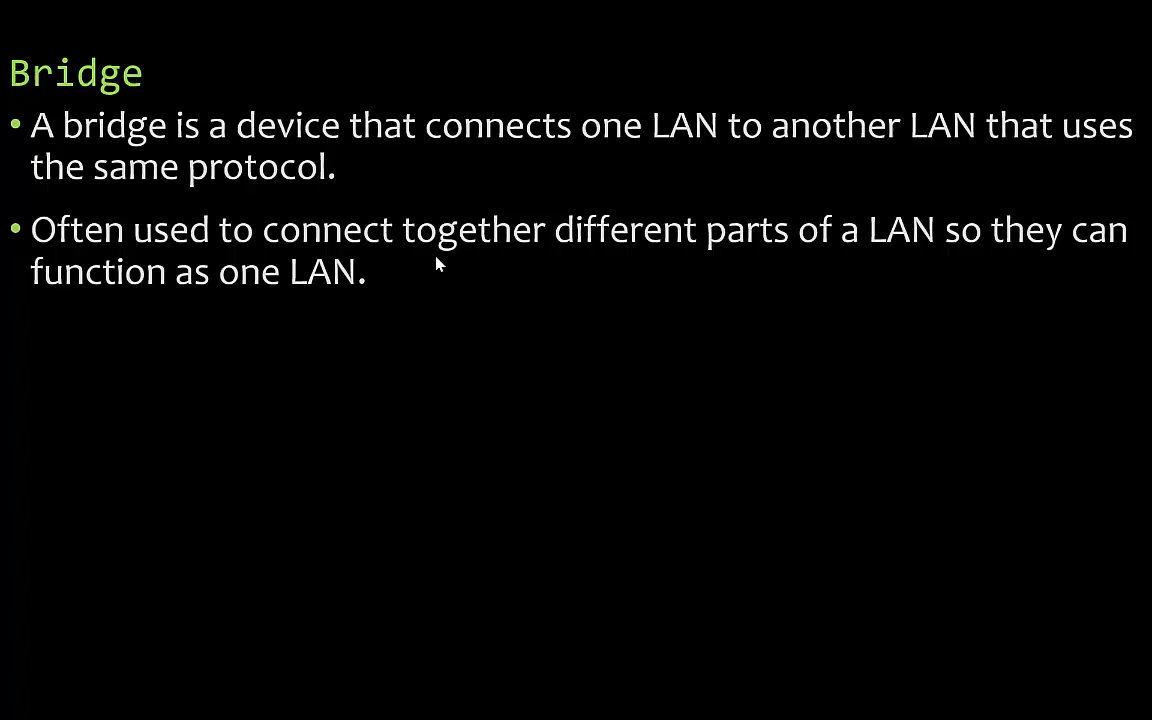 Bridge
• A bridge is a device that connects one LAN to another LAN that uses
the same protocol.
• Often used to connect together different parts of a LAN so they can
function as one LAN.